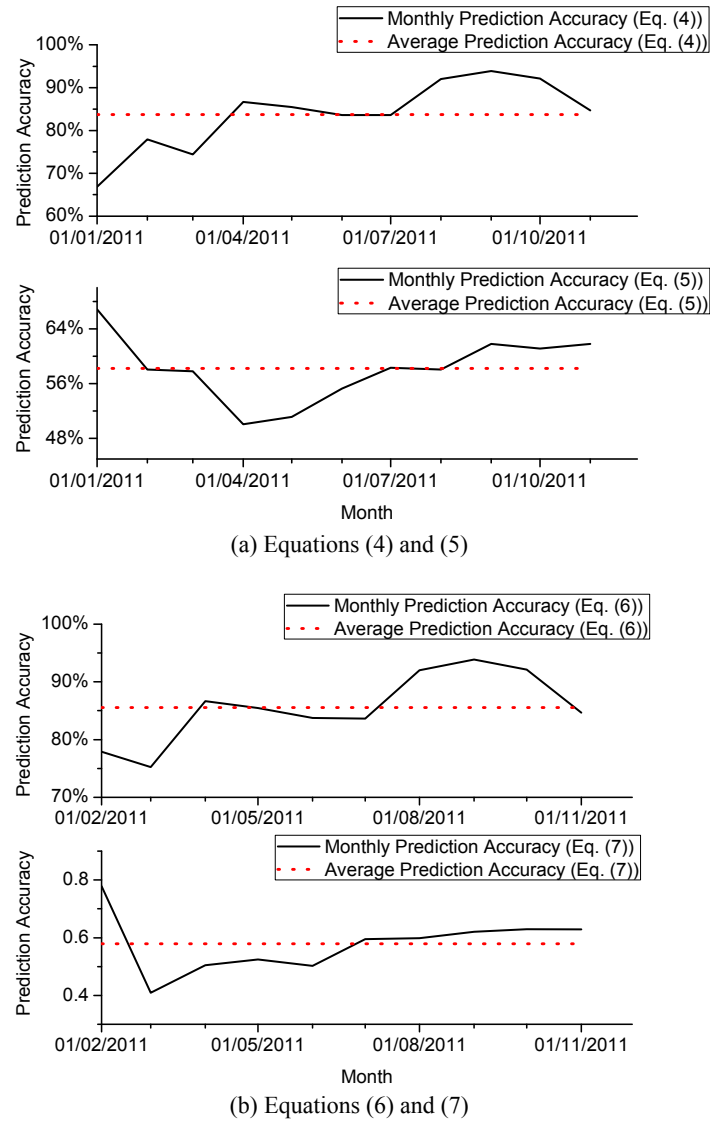 Monthly Prediction Accuracy (Eq. (4))
Average Prediction Accuracy (Eq. (4))
Prediction Accuracy
100%
90%
80%
70%
60%
01/01/2011 01/04/2011 01/07/2011 01/10/2011
Monthly Prediction Accuracy (Eq. (5))
Average Prediction Accuracy (Eq. (5))
Prediction Accuracy
64%
56%
48%
01/01/2011 01/04/2011 01/07/2011 01/10/2011
Month
(a) Equations (4) and (5)
Monthly Prediction Accuracy (Eq. (6))
Average Prediction Accuracy (Eq. (6))
Prediction Accuracy
100%
90%
80%
70%
01/02/2011 01/05/2011 01/08/2011 01/11/2011
Monthly Prediction Accuracy (Eq. (7))
Average Prediction Accuracy (Eq. (7))
Prediction Accuracy
0.8
0.6
0.4
01/02/2011 01/05/2011 01/08/2011 01/11/2011
Month
(b) Equations (6) and (7)